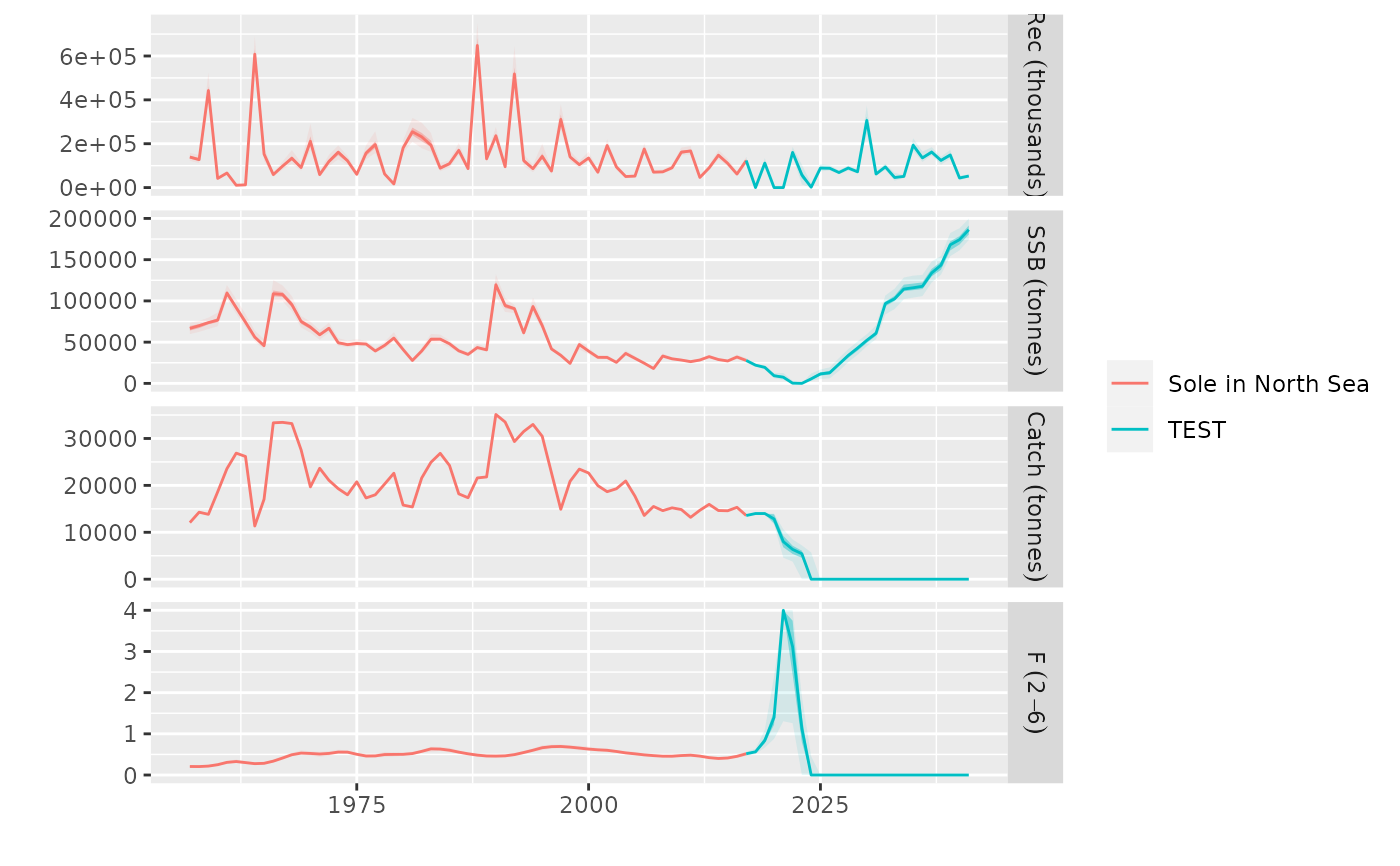 6e+05
4e+05
2e+05
0e+00
Rec (thousands)
200000
150000
100000
50000
0
SSB (tonnes)
30000
20000
10000
0
Catch (tonnes)
4
3
2
1
0
F (2−6)
1975
2000
2025
Sole in North Sea
TEST